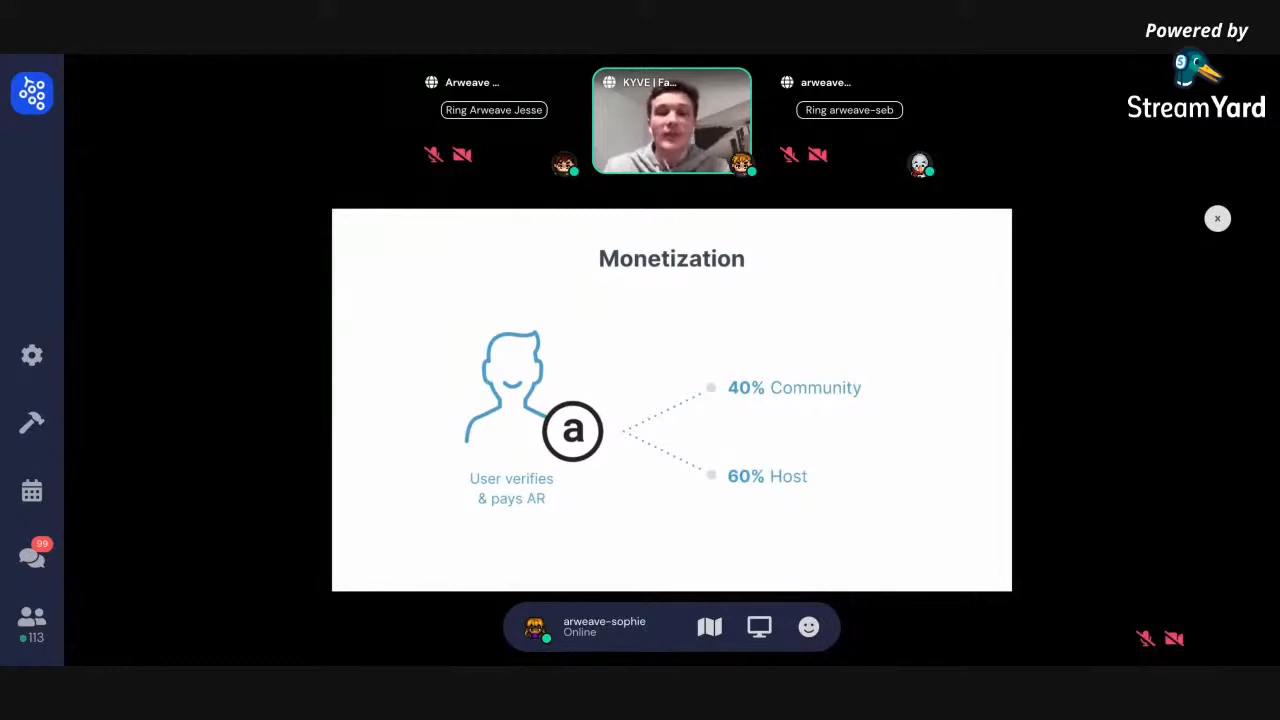 Powered by
StreamYard
Arweave ...
KYVE | Fa...
arweave...
Ring Arweave Jesse
Ring arweave-seb
Monetization
a
40% Community
60% Host
User verifies
& pays AR
99
113
arweave-sophie
Online